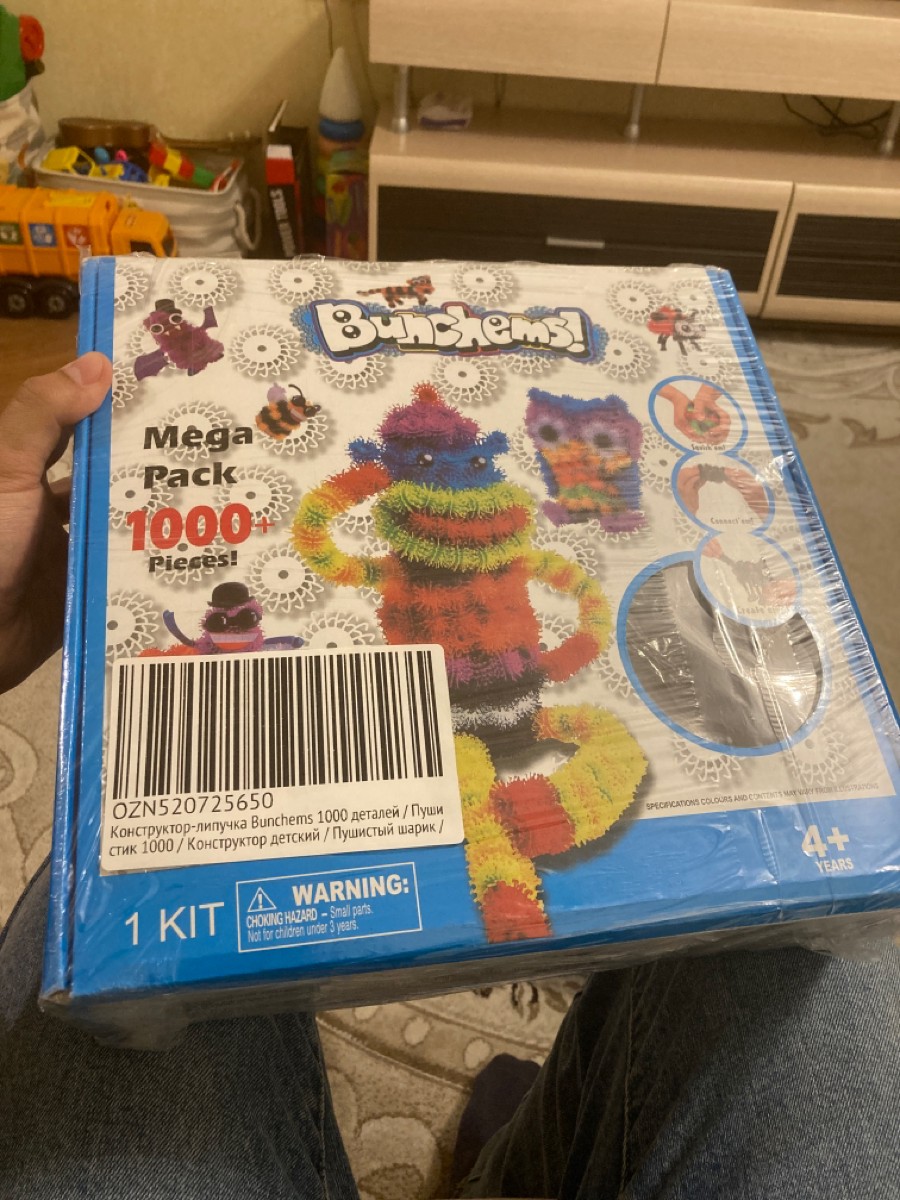 Bunchems!
Mega
Pack
1000+
Pieces!
Connect em!
OZN520725650
Конструктор-липучка Bunchems 1000 деталей / Пуши
стик 1000 / Конструктор детский / Пушистый шарик /
SPECIFICATIONS COLOURS AND CONTENTS MAY VARY FROM ILLUSTRATIONS
4+
YEARS
1 KIT
WARNING:
CHOKING HAZARD – Small parts.
Not for children under 3 years.